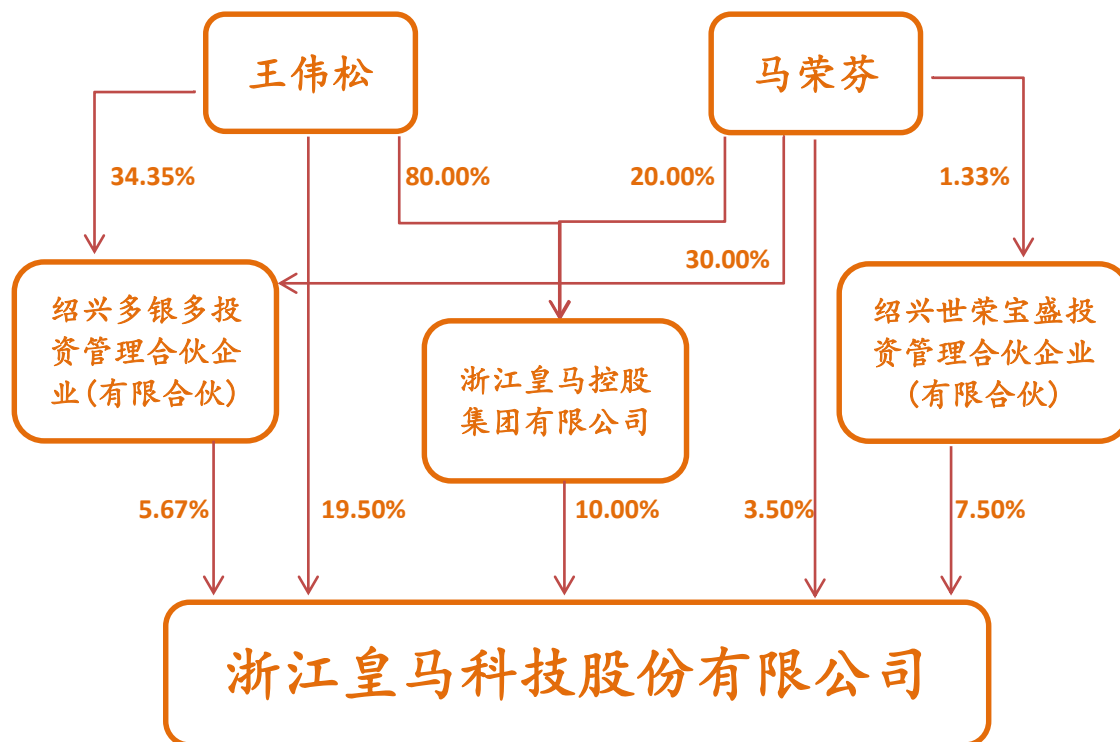 王伟松
马荣芬
34.35%
80.00%
20.00%
1.33%
30.00%
绍兴多银多投
资管理合伙企
业(有限合伙)
浙江皇马控股
集团有限公司
绍兴世荣宝盛投
资管理合伙企业
(有限合伙)
5.67%
19.50%
10.00%
3.50%
7.50%
浙江皇马科技股份有限公司